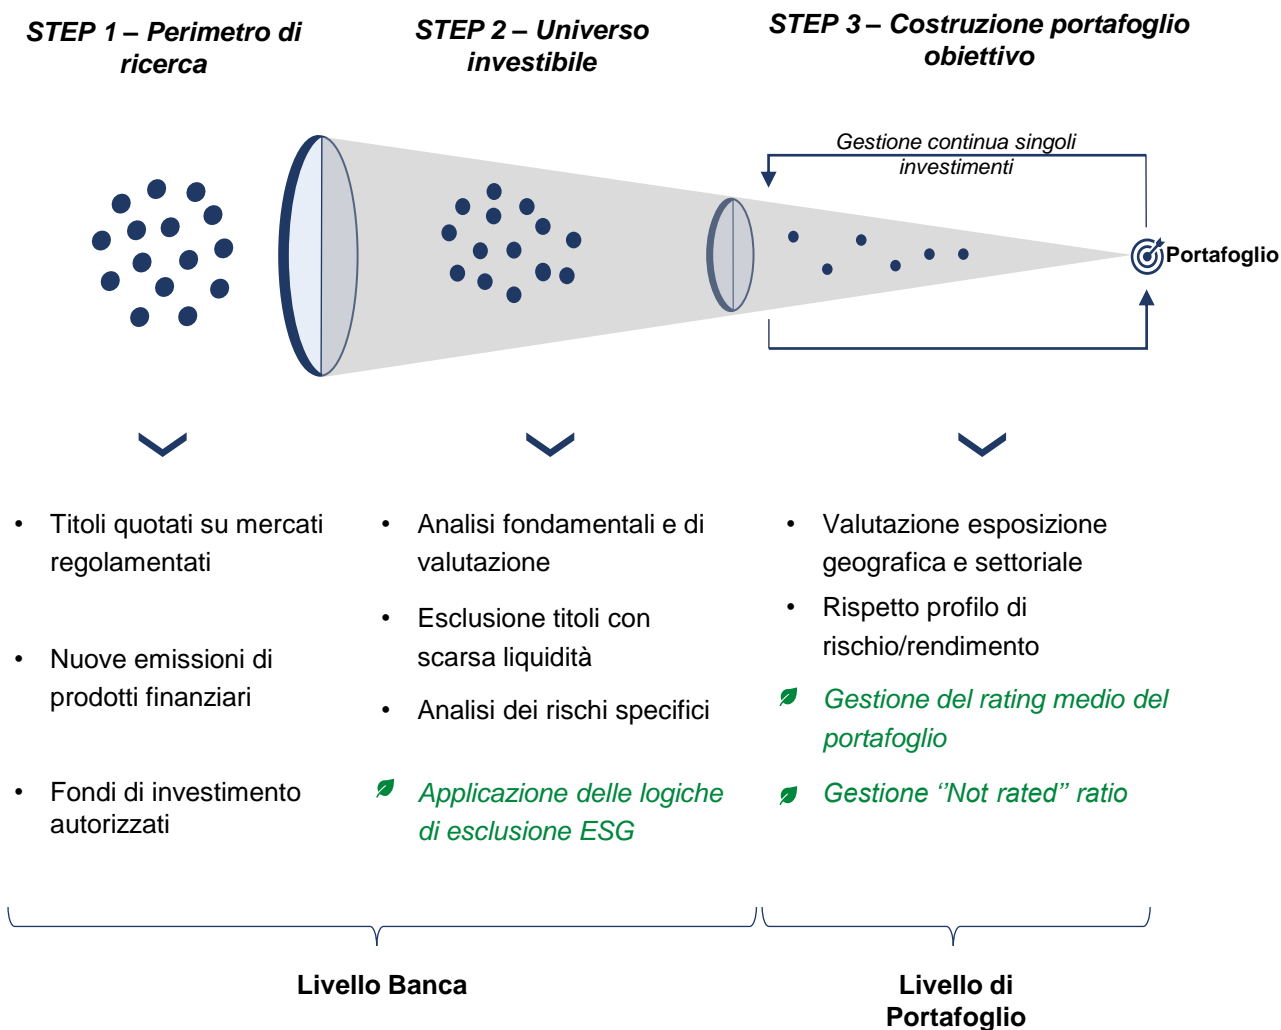 STEP 1 – Perimetro di
ricerca
STEP 2 – Universo
investibile
STEP 3 – Costruzione portafoglio
obiettivo
Gestione continua singoli
investimenti
Portafoglio
• Titoli quotati su mercati
regolamentati
• Nuove emissioni di
prodotti finanziari
• Fondi di investimento
autorizzati
• Analisi fondamentali e di
valutazione
• Esclusione titoli con
scarsa liquidità
• Analisi dei rischi specifici
Applicazione delle logiche
di esclusione ESG
• Valutazione esposizione
geografica e settoriale
• Rispetto profilo di
rischio/rendimento
Gestione del rating medio del
portafoglio
Gestione ‘’Not rated’’ ratio
Livello Banca
Livello di
Portafoglio